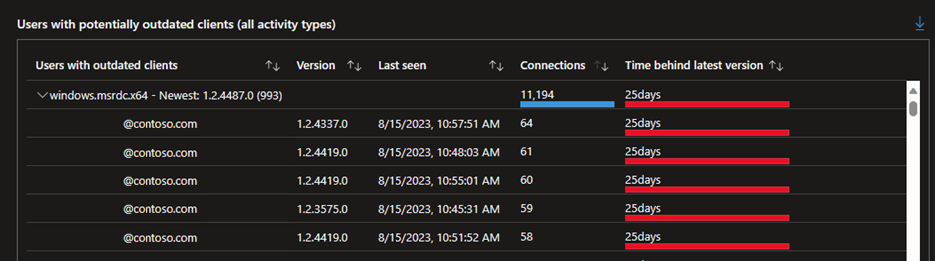 Users with potentially outdated clients (all activity types)
Users with outdated clients Version Last seen Connections Time behind latest version
windows.msrdc.x64 - Newest: 1.2.4487.0 (993) 11,194 25days
@contoso.com 1.2.4337.0 8/15/2023, 10:57:51 AM 64 25days
@contoso.com 1.2.4419.0 8/15/2023, 10:48:03 AM 61 25days
@contoso.com 1.2.4419.0 8/15/2023, 10:55:01 AM 60 25days
@contoso.com 1.2.3575.0 8/15/2023, 10:45:31 AM 59 25days
@contoso.com 1.2.4419.0 8/15/2023, 10:51:52 AM 58 25days